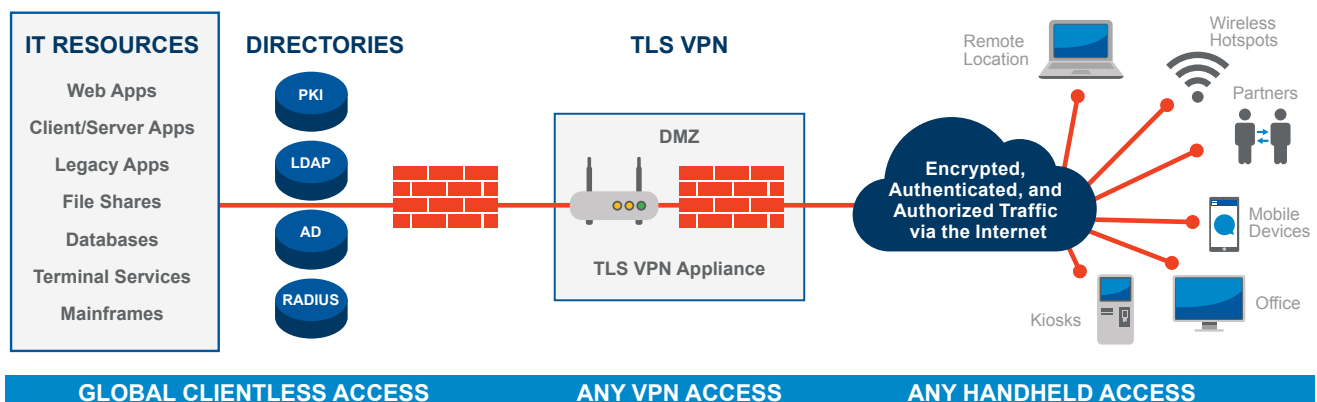 IT RESOURCES
Web Apps
Client/Server Apps
Legacy Apps
File Shares
Databases
Terminal Services
Mainframes
DIRECTORIES
PKI
LDAP
AD
RADIUS
TLS VPN
DMZ
TLS VPN Appliance
Encrypted,
Authenticated, and
Authorized Traffic
via the Internet
Remote
Location
Wireless
Hotspots
Partners
Mobile
Devices
Office
Kiosks
GLOBAL CLIENTLESS ACCESS
ANY VPN ACCESS
ANY HANDHELD ACCESS